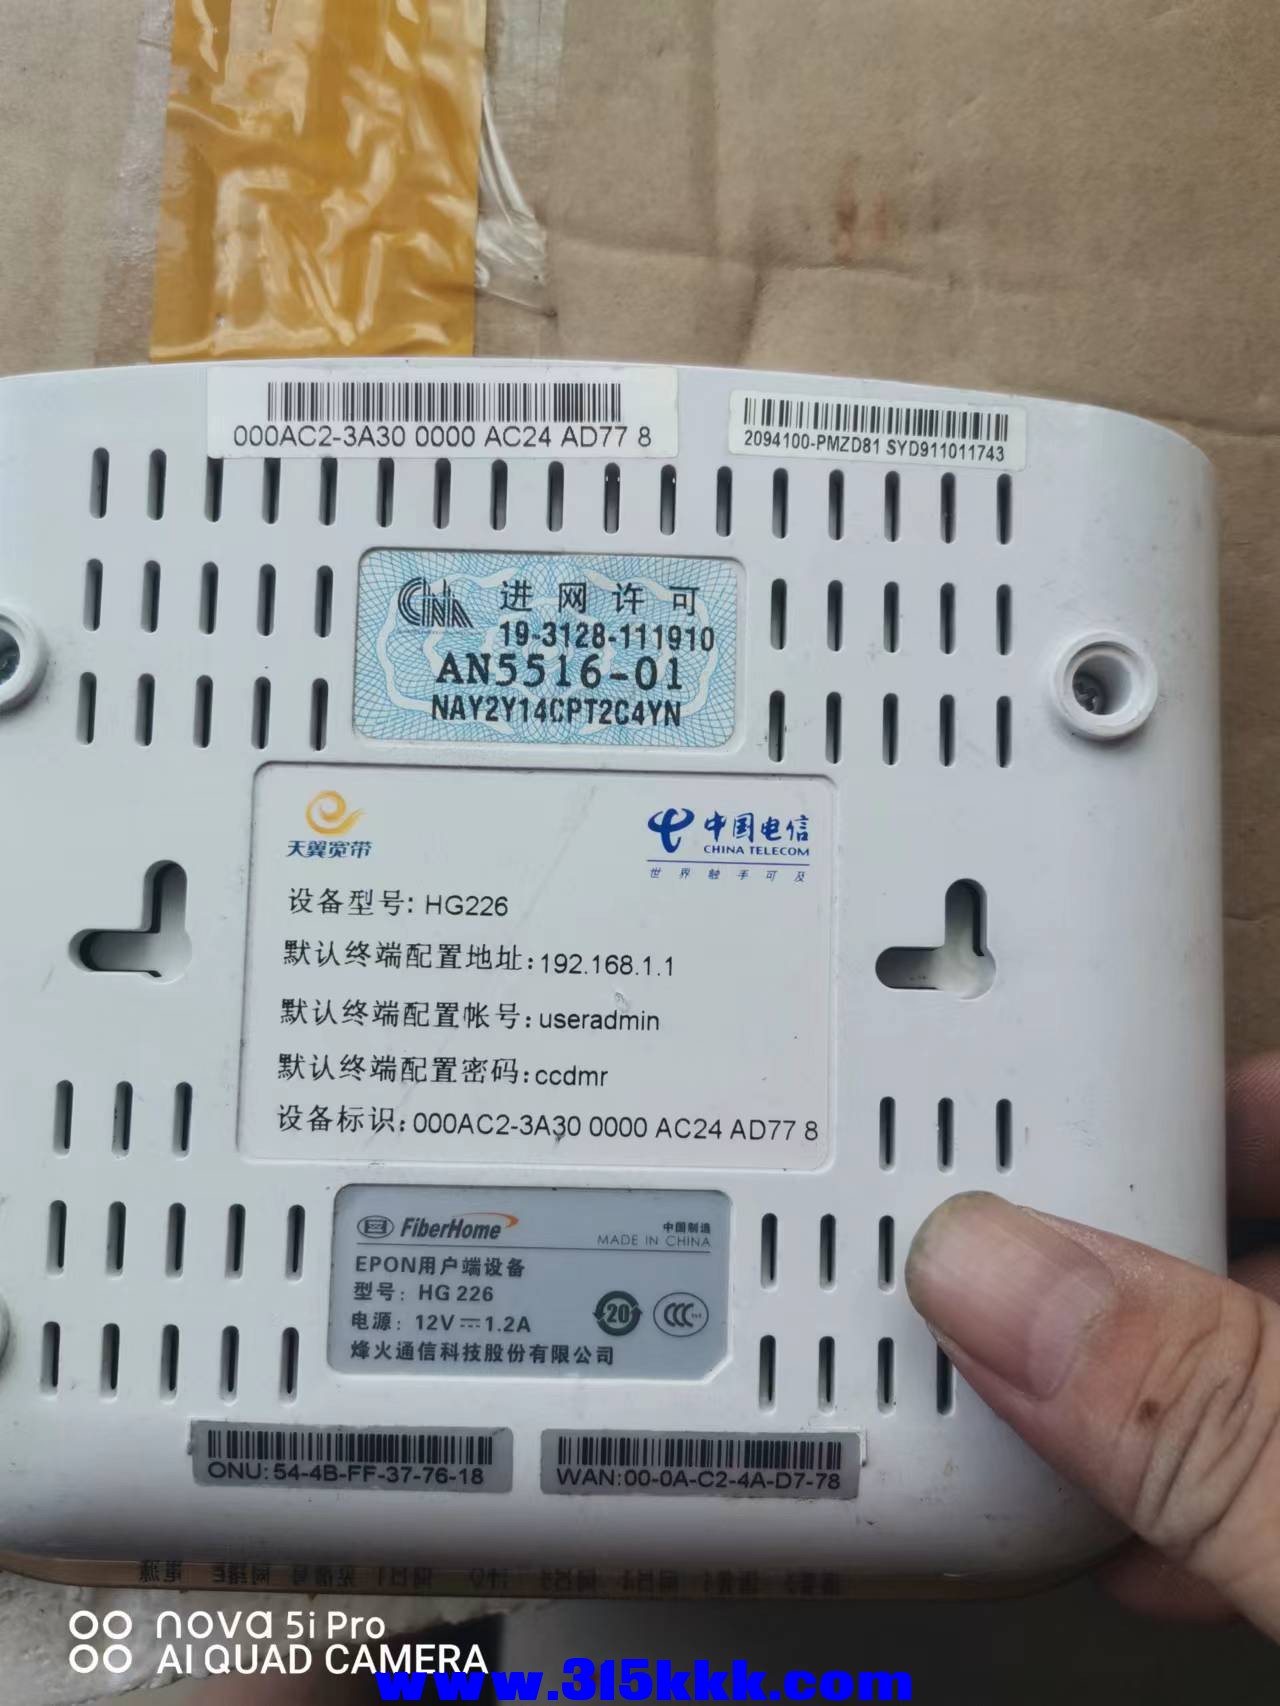 000AC2-3A30 0000 AC24 AD77 8
2094100-PMZD81 SYD911011743
CNA 进网许可
19-3128-111910
AN5516-01
NAY2Y14CPT2C4YN
天翼宽带
中国电信
CHINA TELECOM
世界触手可及
设备型号: HG226
默认终端配置地址:192.168.1.1
默认终端配置帐号:useradmin
默认终端配置密码:ccdmr
设备标识:000AC2-3A30 0000 AC24 AD77 8
FiberHome
中国制造
MADE IN CHINA
EPON用户端设备
型号: HG 226
电源: 12V 1.2A
20
CCC
烽火通信科技股份有限公司
ONU:54-4B-FF-37-76-18
WAN:00-0A-C2-4A-D7-78
nova 5i Pro
AI QUAD CAMERA
www.315kkk.com